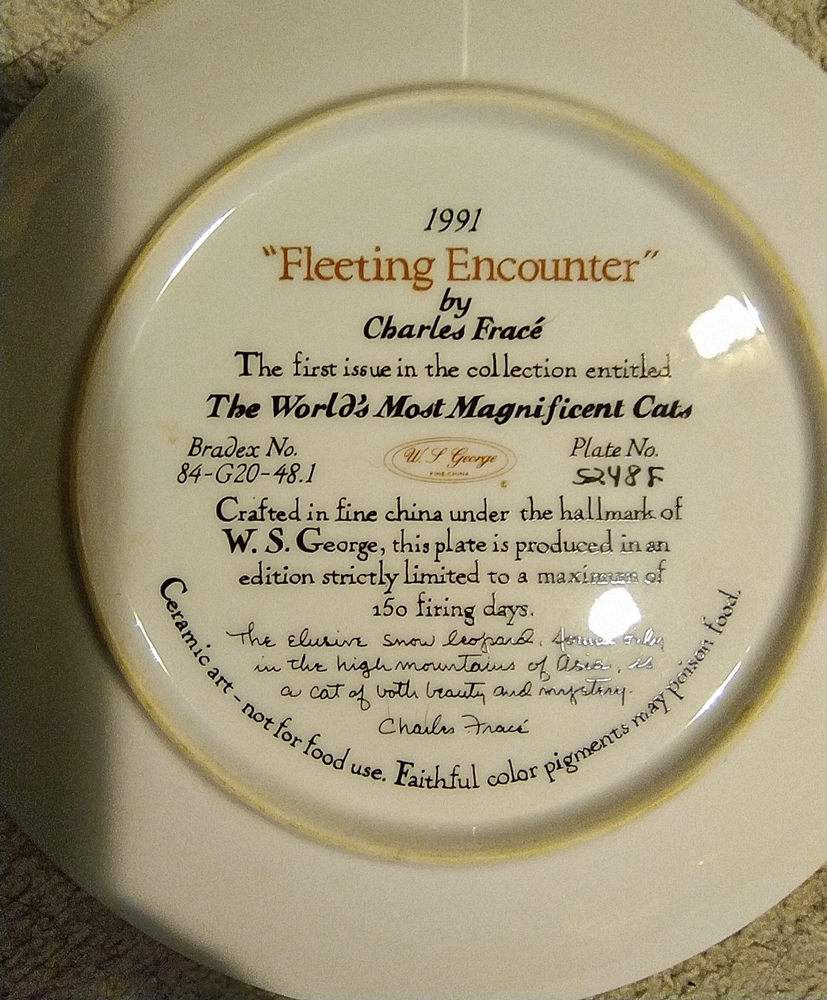 1991
"Fleeting Encounter"
by
Charles Fracé
The first issue in the collection entitled
The World's Most Magnificent Cats
Bradex No.
84-G20-48.1
W. S. George
FINE CHINA
Plate No.
5248F
Crafted in fine china under the hallmark of
W. S. George, this plate is produced in an
edition strictly limited to a maximum of
150 firing days.
The elusive snow leopard, found only
in the high mountains of Asia, is
a cat of both beauty and mystery.
Charles Fracé
Ceramic art - not for food use. Faithful color pigments may poison food.